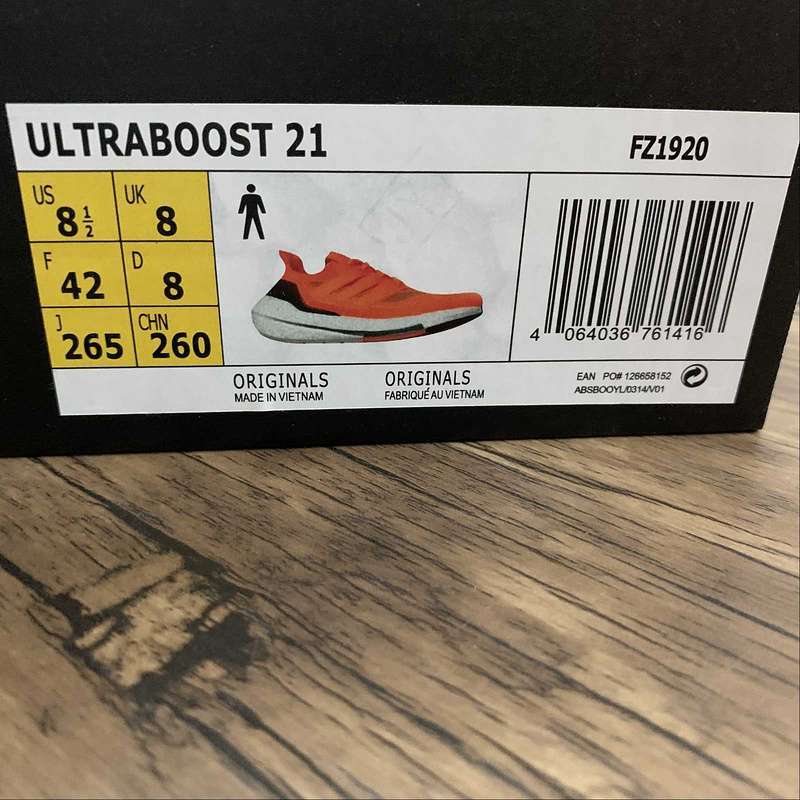 ULTRABOOST 21
FZ1920
US 8 1/2
UK 8
F 42
D 8
J 265
CHN 260
4 064036 761416
ORIGINALS
MADE IN VIETNAM
ORIGINALS
FABRIQUÉ AU VIETNAM
EAN PO# 126658152
ABSBOOYL/0314/V01